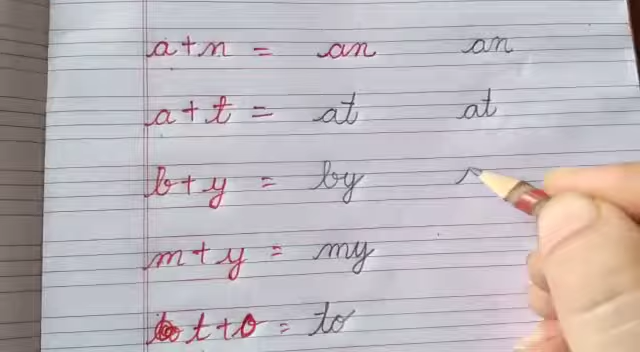 a+n = an an
a+t = at at
b+y = by
m+y = my
t+o = to